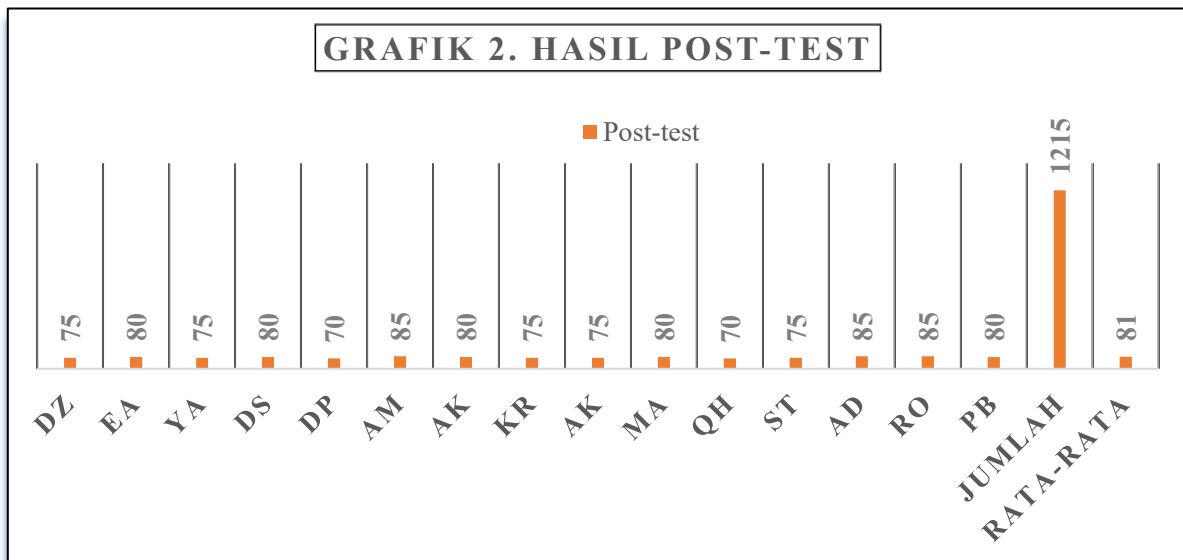 GRAFIK 2. HASIL POST-TEST
Post-test
75 80 75 80 70 85 80 75 75 80 70 75 85 85 80 1215 81
DZ EA YA DS DP AM AK KR AK MA QH ST AD RO PB JUMLAH RATA-RATA